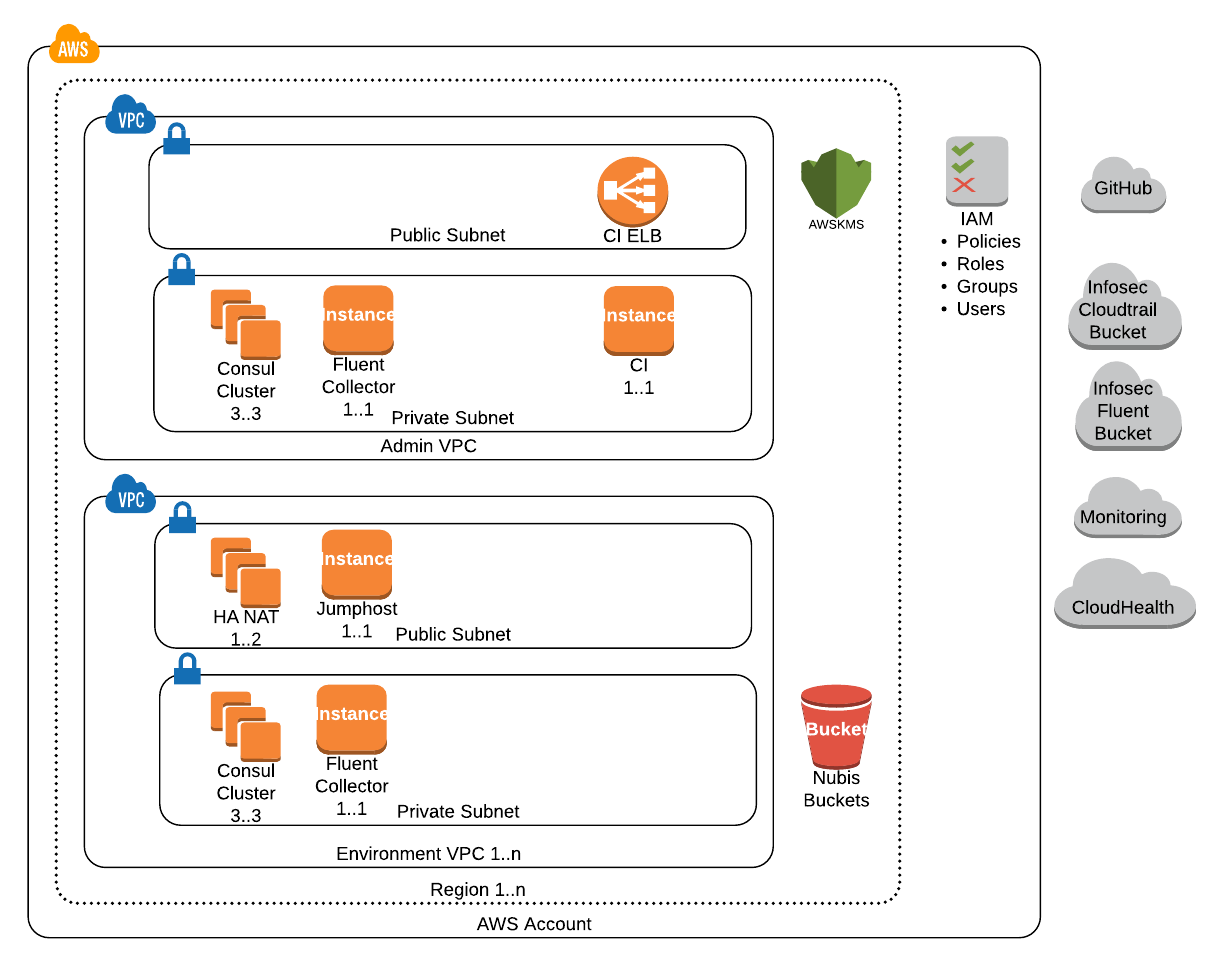 AWS
VPC
CI ELB
Public Subnet
AWSKMS
Instance
Instance
Consul
Cluster
3..3
Fluent
Collector
1..1
CI
1..1
Private Subnet
Admin VPC
VPC
Instance
HA NAT
1..2
Jumphost
1..1
Public Subnet
Instance
Consul
Cluster
3..3
Fluent
Collector
1..1
Private Subnet
Bucket
Nubis
Buckets
Environment VPC 1..n
Region 1..n
AWS Account
IAM
• Policies
• Roles
• Groups
• Users
GitHub
Infosec
Cloudtrail
Bucket
Infosec
Fluent
Bucket
Monitoring
CloudHealth